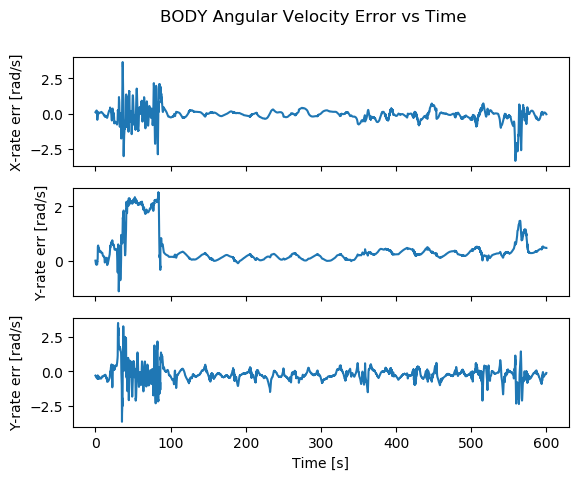 BODY Angular Velocity Error vs Time
X-rate err [rad/s]
2.5
0.0
−2.5
Y-rate err [rad/s]
2
0
Y-rate err [rad/s]
2.5
0.0
−2.5
0 100 200 300 400 500 600
Time [s]